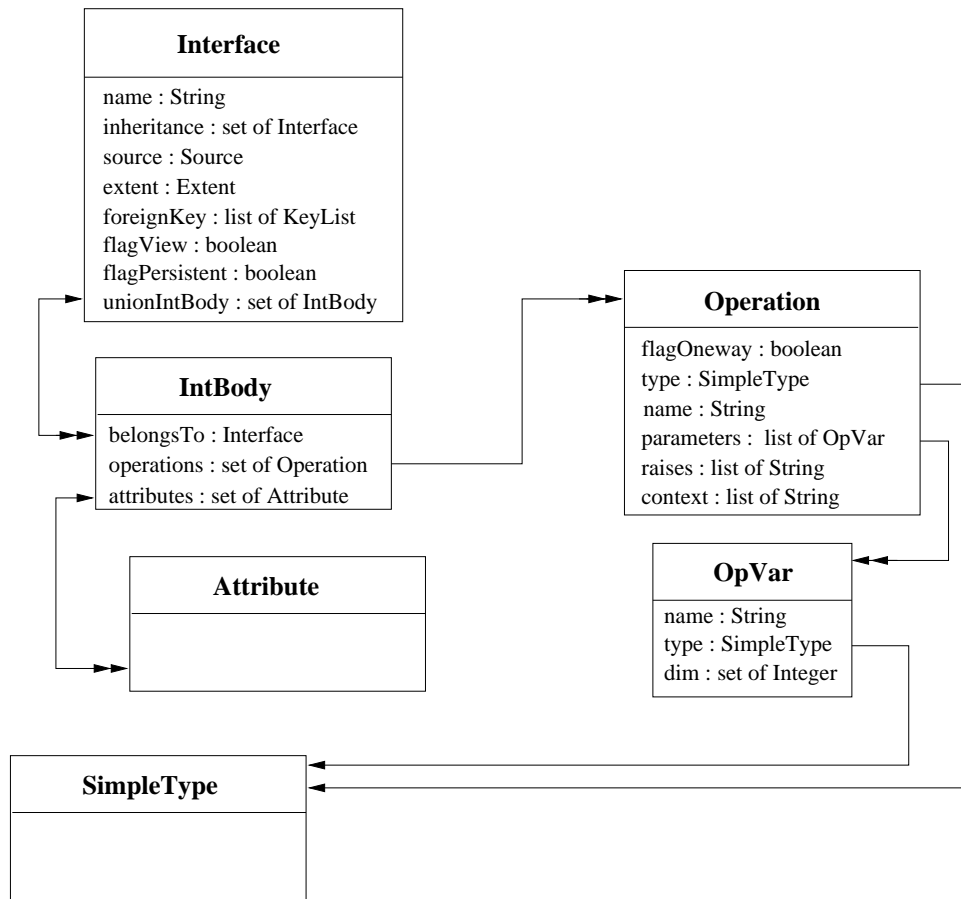 Interface
name : String
inheritance : set of Interface
source : Source
extent : Extent
foreignKey : list of KeyList
flagView : boolean
flagPersistent : boolean
unionIntBody : set of IntBody
IntBody
belongsTo : Interface
operations : set of Operation
attributes : set of Attribute
Attribute
Operation
flagOneway : boolean
type : SimpleType
name : String
parameters : list of OpVar
raises : list of String
context : list of String
OpVar
name : String
type : SimpleType
dim : set of Integer
SimpleType